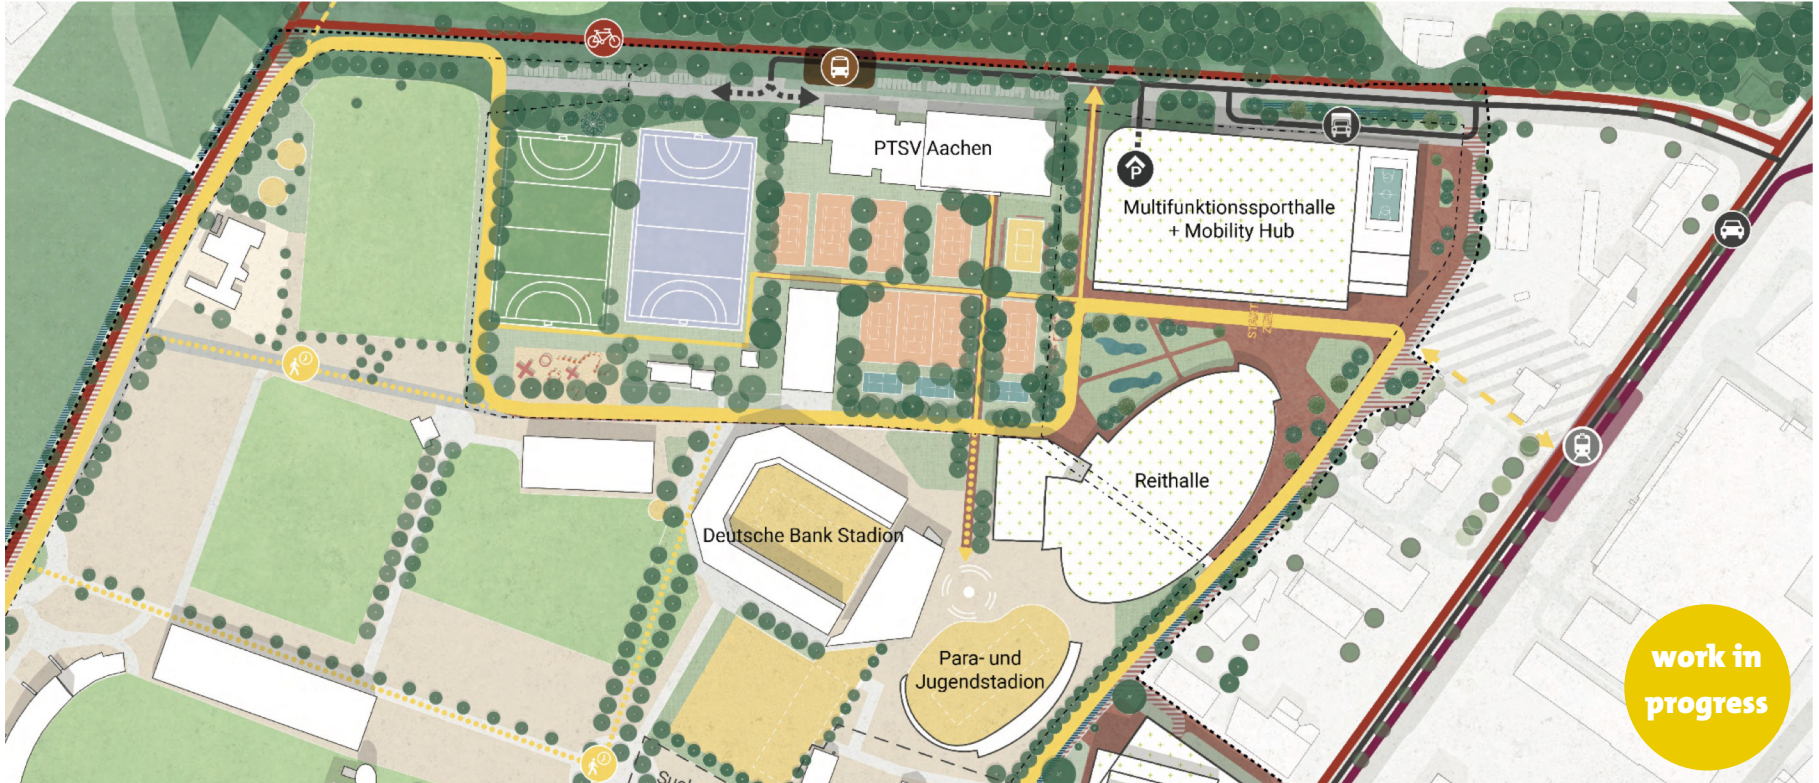 PTSV Aachen
P
Multifunktionssporthalle
+ Mobility Hub
Reithalle
Deutsche Bank Stadion
Para- und
Jugendstadion
work in
progress